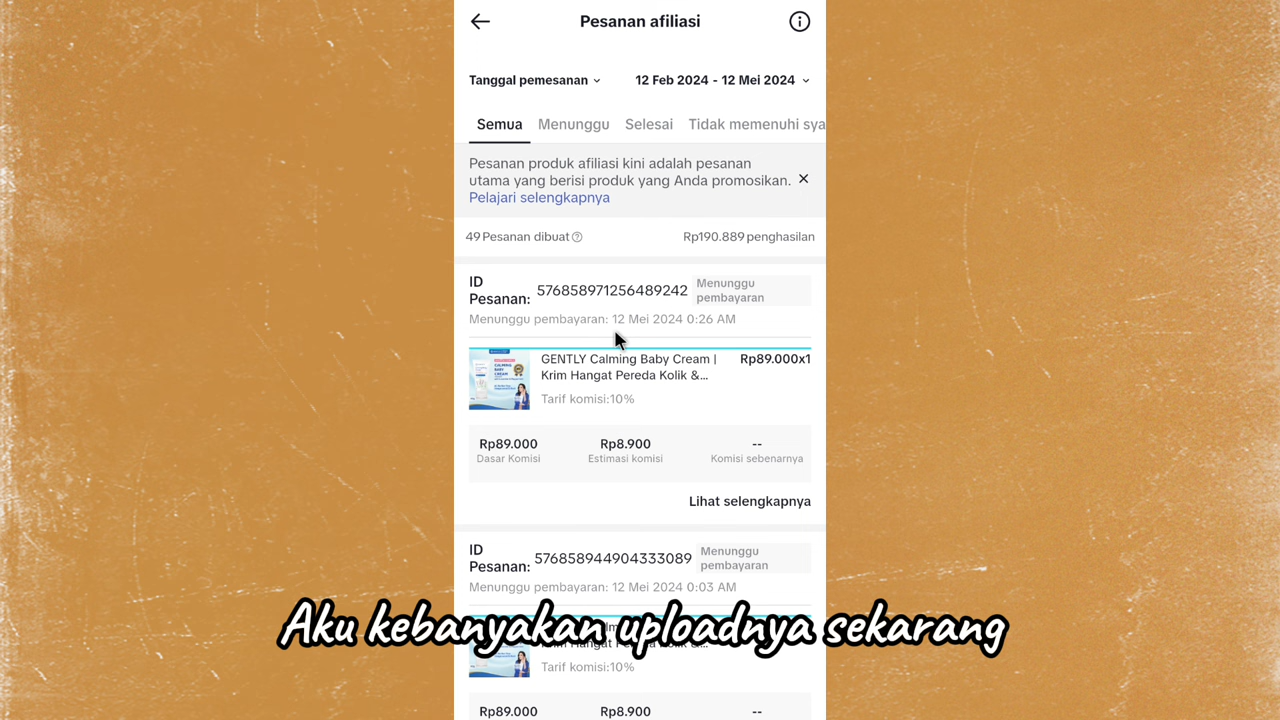 Pesanan afiliasi
Tanggal pemesanan 12 Feb 2024 - 12 Mei 2024
Semua Menunggu Selesai Tidak memenuhi sya
Pesanan produk afiliasi kini adalah pesanan
utama yang berisi produk yang Anda promosikan.
Pelajari selengkapnya
49 Pesanan dibuat Rp190.889 penghasilan
ID
Pesanan: 576858971256489242 Menunggu
pembayaran
Menunggu pembayaran: 12 Mei 2024 0:26 AM
GENTLY Calming Baby Cream | Rp89.000x1
Krim Hangat Pereda Kolik &...
CALMING
BABY
CREAM
Tarif komisi:10%
Rp89.000 Rp8.900 --
Dasar Komisi Estimasi komisi Komisi sebenarnya
Lihat selengkapnya
ID
Pesanan: 576858944904333089 Menunggu
pembayaran
Menunggu pembayaran: 12 Mei 2024 0:03 AM
Aku kebanyakan uploadnya sekarang
Tarif komisi:10%
Rp89.000 Rp8.900 --